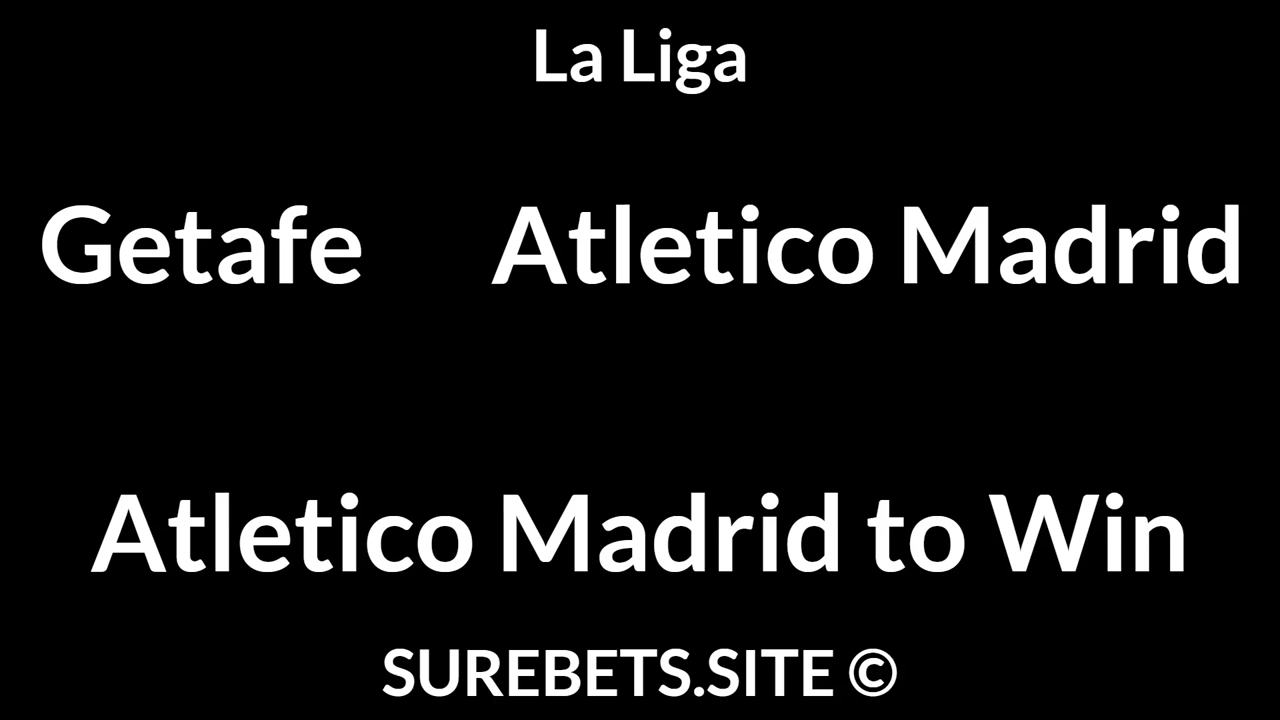 La Liga
Getafe Atletico Madrid
Atletico Madrid to Win
SUREBETS.SITE ©